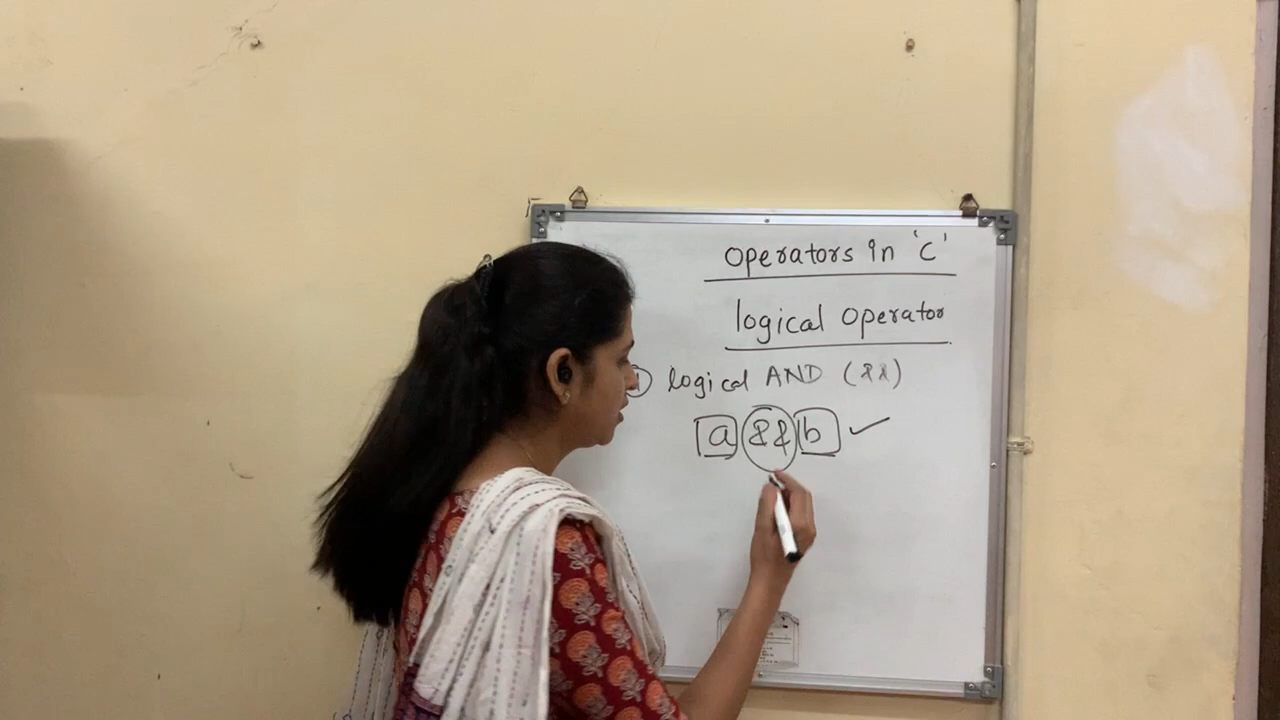 operators in 'c'
logical operator
① logical AND (&&)
a && b ✓